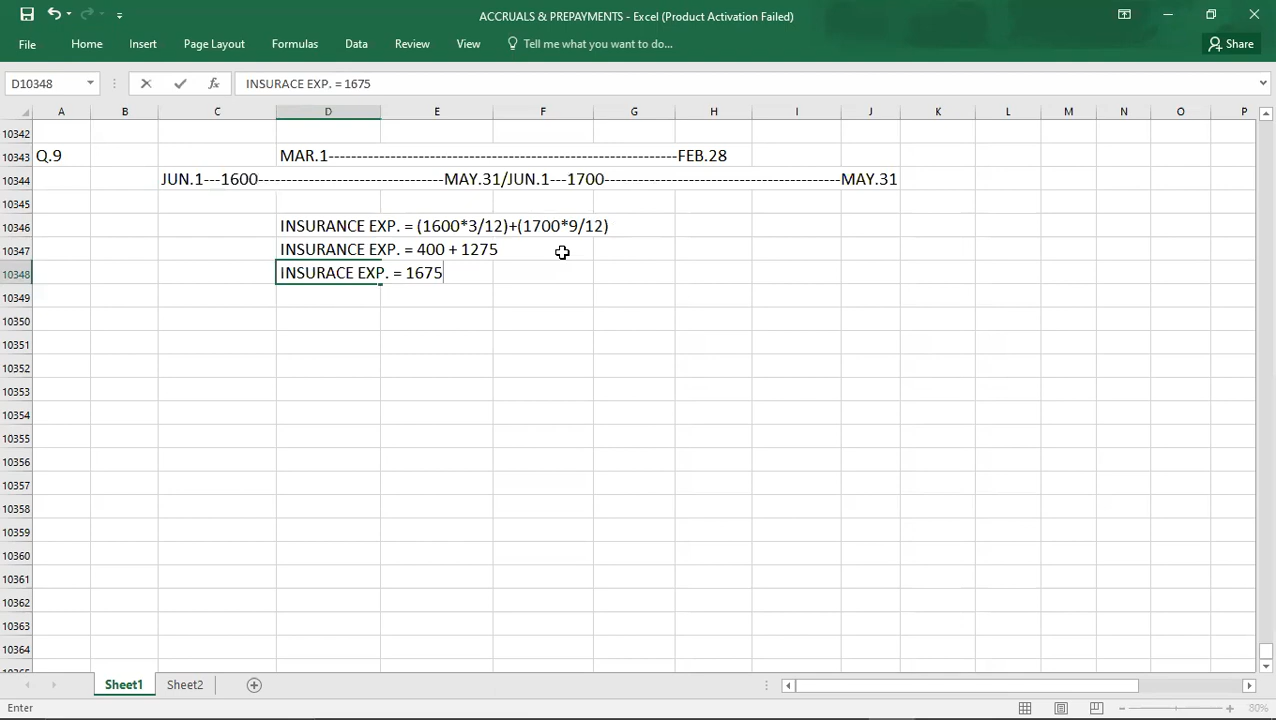 ACCRUALS & PREPAYMENTS - Excel (Product Activation Failed)
File Home Insert Page Layout Formulas Data Review View Tell me what you want to do... Share
D10348 fx INSURACE EXP. = 1675
A B C D E F G H I J K L M N O P
10342
10343 Q.9 MAR.1-------------------------------------------------------------FEB.28
10344 JUN.1---1600---------------------------------MAY.31/JUN.1---1700------------------------------------------MAY.31
10345
10346 INSURANCE EXP. = (1600*3/12)+(1700*9/12)
10347 INSURANCE EXP. = 400 + 1275
10348 INSURACE EXP. = 1675
10349
10350
10351
10352
10353
10354
10355
10356
10357
10358
10359
10360
10361
10362
10363
10364
Sheet1 Sheet2
Enter 80%